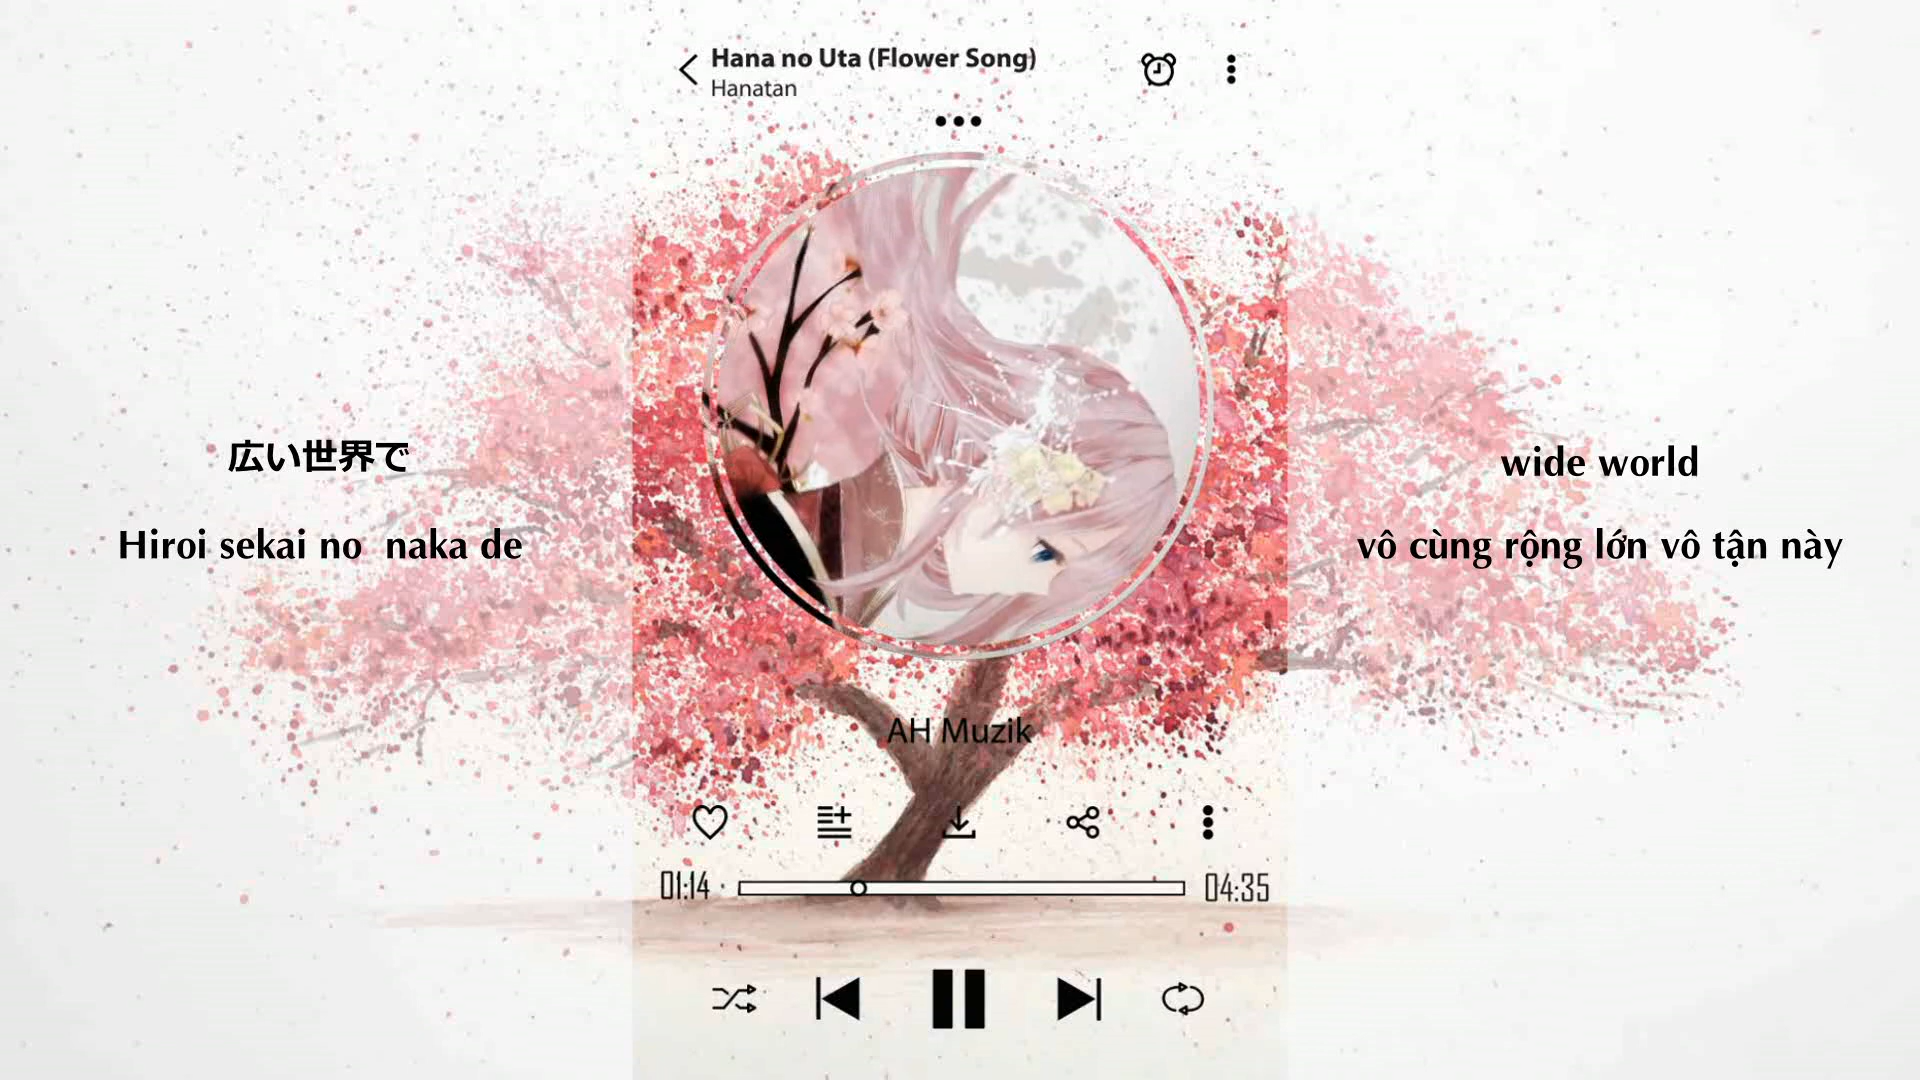 Hana no Uta (Flower Song)
Hanatan
広い世界で
Hiroi sekai no naka de
wide world
vô cùng rộng lớn vô tận này
AH Muzik
01:14
04:35